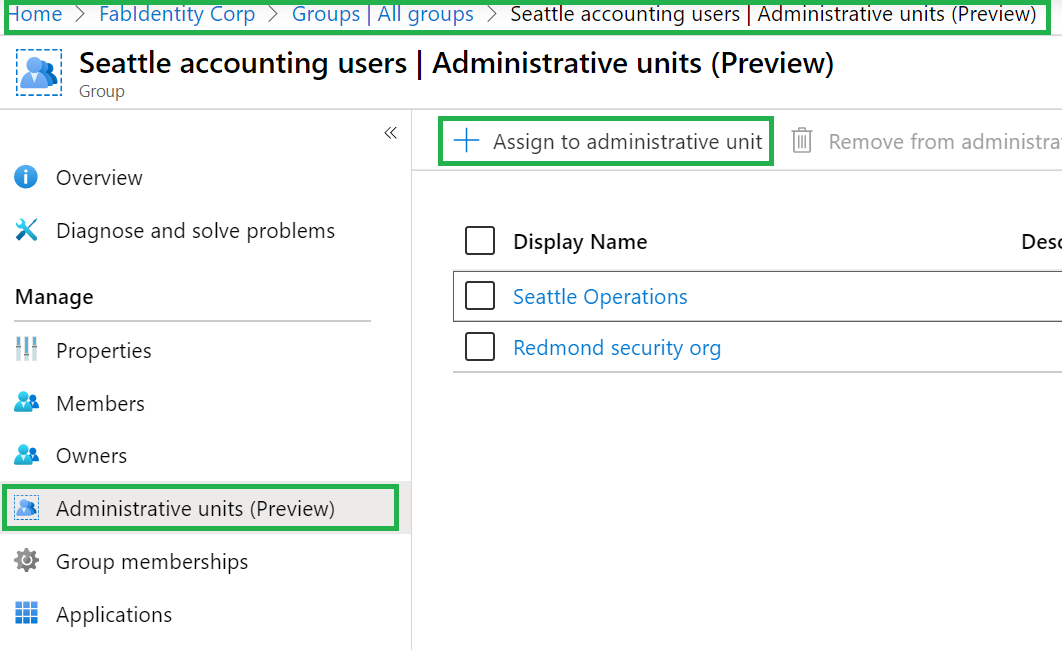 Home > FabIdentity Corp > Groups | All groups > Seattle accounting users | Administrative units (Preview)
Seattle accounting users | Administrative units (Preview)
Group
«
Assign to administrative unit
Remove from administra
Overview
Diagnose and solve problems
Manage
Properties
Members
Owners
Administrative units (Preview)
Group memberships
Applications
Display Name
Desc
Seattle Operations
Redmond security org